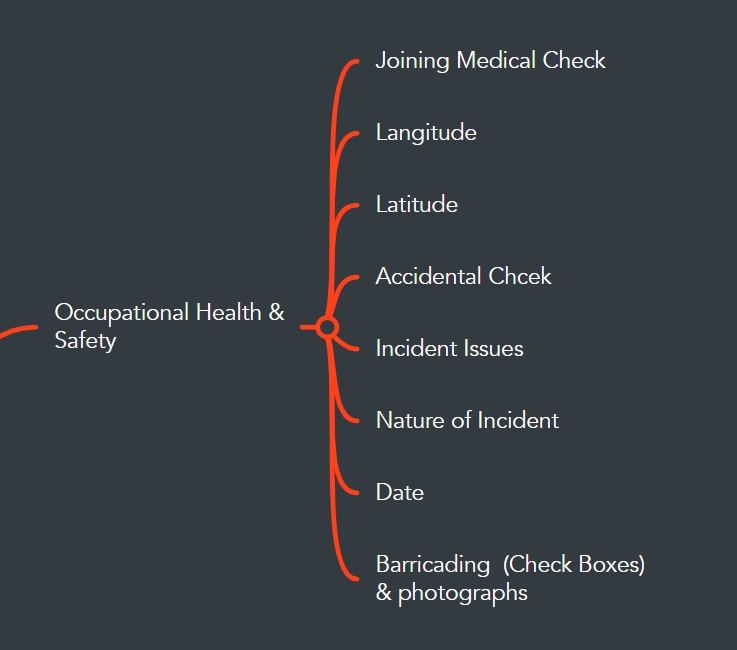 Joining Medical Check
Langitude
Latitude
Accidental Chcek
Occupational Health &
Safety
Incident Issues
Nature of Incident
Date
Barricading  (Check Boxes)
& photographs